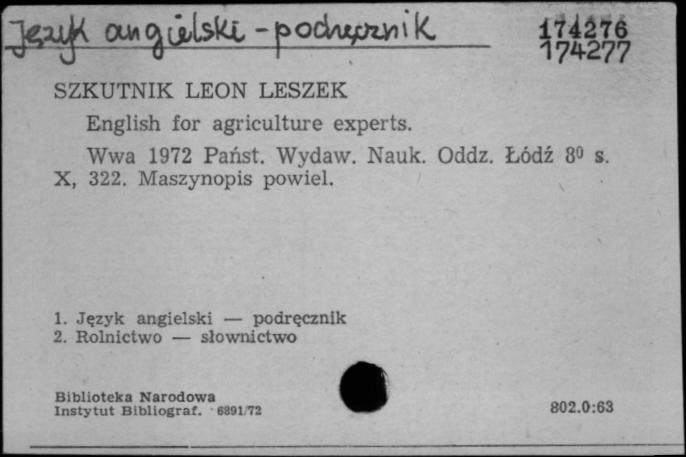 Język angielski - podręcznik
174276
174277
SZKUTNIK LEON LESZEK
English for agriculture experts.
Wwa 1972 Państ. Wydaw. Nauk. Oddz. Łódź 8⁰ s.
X, 322. Maszynopis powiel.
1. Język angielski — podręcznik
2. Rolnictwo — słownictwo
Biblioteka Narodowa
Instytut Bibliograf. 6891/72
802.0:63